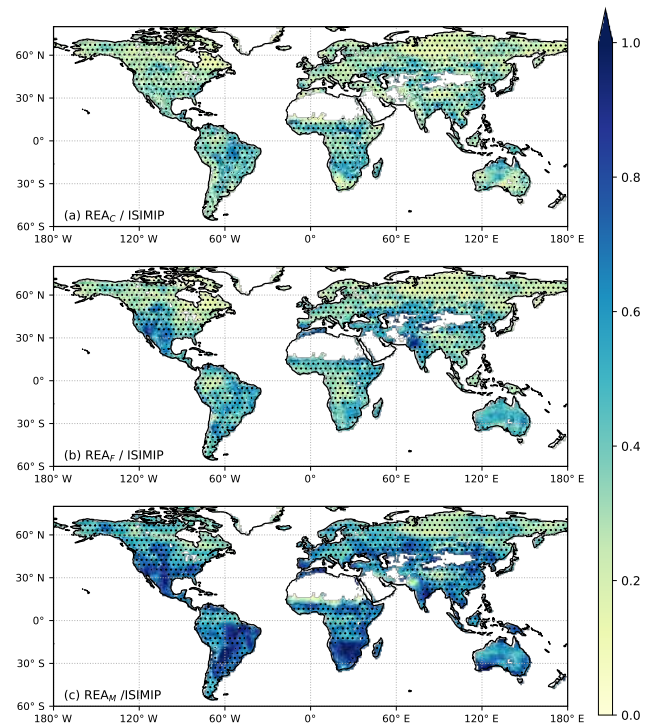 60° N
30° N
0°
30° S
60° S
(a) REA_C / ISIMIP
180° W 120° W 60° W 0° 60° E 120° E 180° E
60° N
30° N
0°
30° S
60° S
(b) REA_F / ISIMIP
180° W 120° W 60° W 0° 60° E 120° E 180° E
60° N
30° N
0°
30° S
60° S
(c) REA_M /ISIMIP
180° W 120° W 60° W 0° 60° E 120° E 180° E
1.0
0.8
0.6
0.4
0.2
0.0